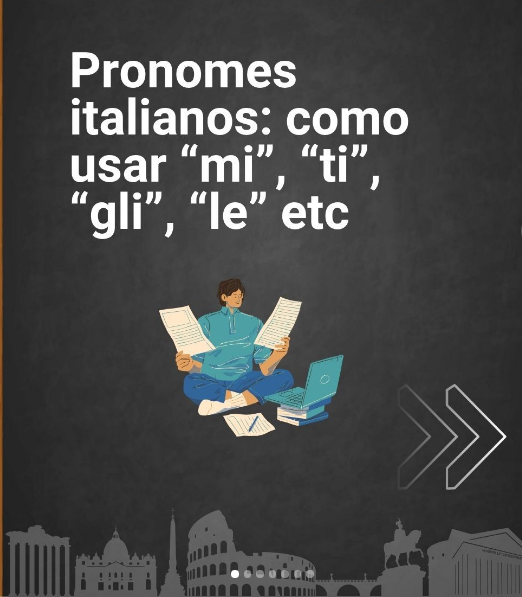 Pronomes
italianos: como
usar “mi”, “ti”,
“gli”, “le” etc